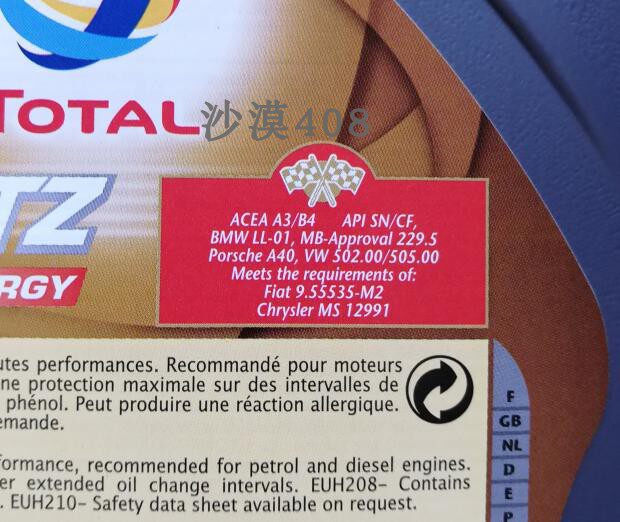 TOTAL
沙漠408
TZ
RGY
ACEA A3/B4 API SN/CF,
BMW LL-01, MB-Approval 229.5
Porsche A40, VW 502.00/505.00
Meets the requirements of:
Fiat 9.55535-M2
Chrysler MS 12991
utes performances. Recommandé pour moteurs
ne protection maximale sur des intervalles de
phénol. Peut produire une réaction allergique.
emande.
formance, recommended for petrol and diesel engines.
er extended oil change intervals. EUH208– Contains
. EUH210– Safety data sheet available on request.
F
GB
NL
D
E
P